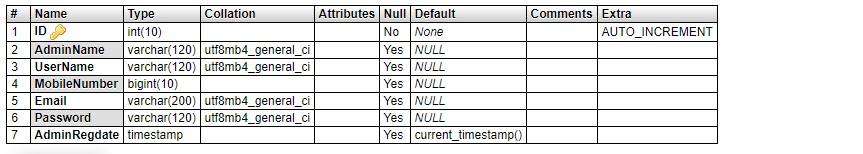 # Name Type Collation Attributes Null Default Comments Extra
1 ID int(10) No None AUTO_INCREMENT
2 AdminName varchar(120) utf8mb4_general_ci Yes NULL
3 UserName varchar(120) utf8mb4_general_ci Yes NULL
4 MobileNumber bigint(10) Yes NULL
5 Email varchar(200) utf8mb4_general_ci Yes NULL
6 Password varchar(120) utf8mb4_general_ci Yes NULL
7 AdminRegdate timestamp Yes current_timestamp()